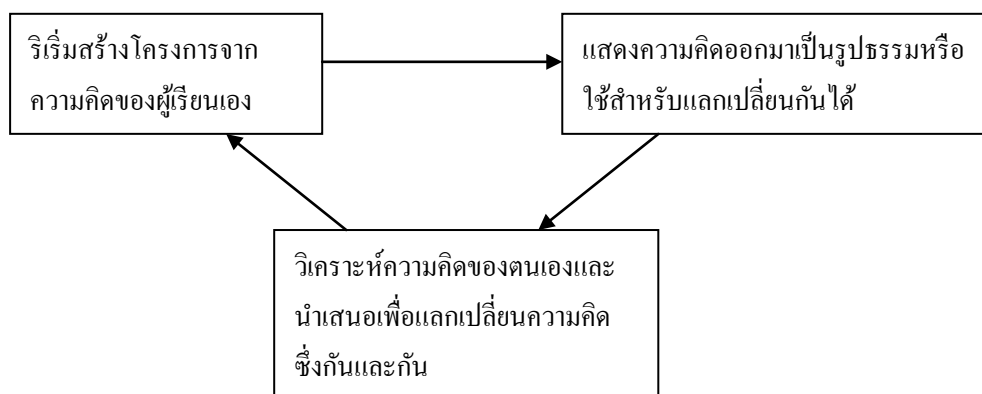 ริเริ่มสร้างโครงการจาก
ความคิดของผู้เรียนเอง
แสดงความคิดออกมาเป็นรูปธรรมหรือ
ใช้สำหรับแลกเปลี่ยนกันได้
วิเคราะห์ความคิดของตนเองและ
นำเสนอเพื่อแลกเปลี่ยนความคิด
ซึ่งกันและกัน